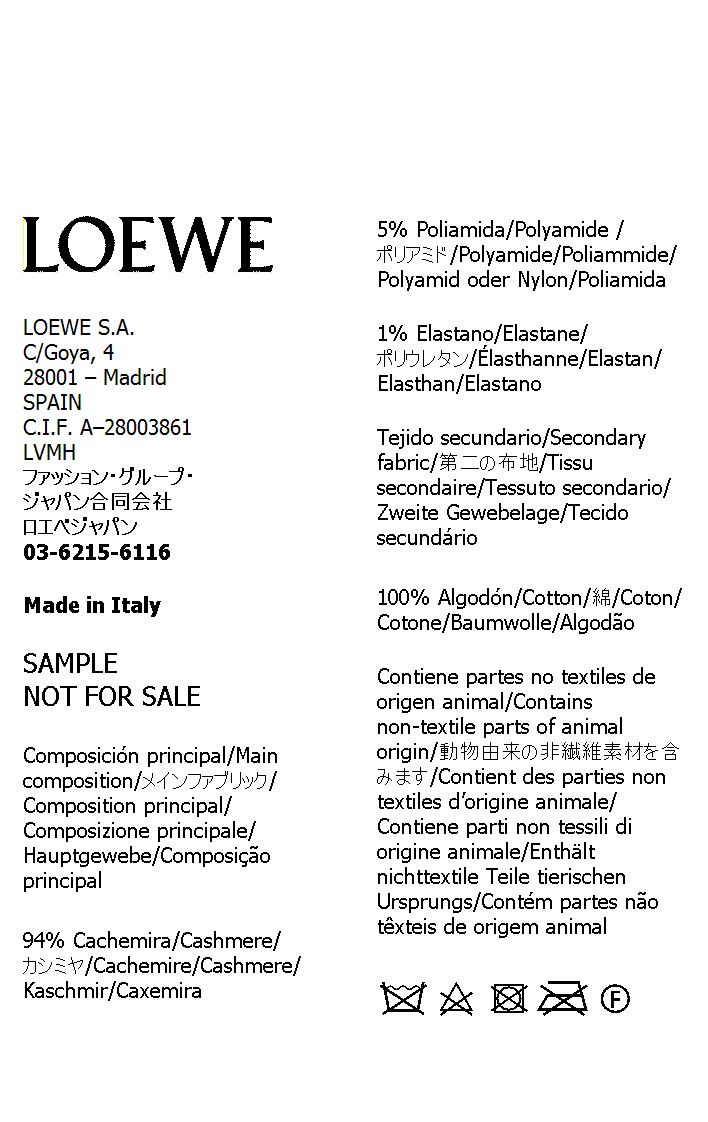 LOEWE
LOEWE S.A.
C/Goya, 4
28001 – Madrid
SPAIN
C.I.F. A–28003861
LVMH
ファッション・グループ・
ジャパン合同会社
ロエベジャパン
03-6215-6116
Made in Italy
SAMPLE
NOT FOR SALE
Composición principal/Main
composition/メインファブリック/
Composition principal/
Composizione principale/
Hauptgewebe/Composição
principal
94% Cachemira/Cashmere/
カシミヤ/Cachemire/Cashmere/
Kaschmir/Caxemira
5% Poliamida/Polyamide /
ポリアミド/Polyamide/Poliammide/
Polyamid oder Nylon/Poliamida
1% Elastano/Elastane/
ポリウレタン/Élasthanne/Elastan/
Elasthan/Elastano
Tejido secundario/Secondary
fabric/第二の布地/Tissu
secondaire/Tessuto secondario/
Zweite Gewebelage/Tecido
secundário
100% Algodón/Cotton/綿/Coton/
Cotone/Baumwolle/Algodão
Contiene partes no textiles de
origen animal/Contains
non-textile parts of animal
origin/動物由来の非繊維素材を含
みます/Contient des parties non
textiles d’origine animale/
Contiene parti non tessili di
origine animale/Enthält
nichttextile Teile tierischen
Ursprungs/Contém partes não
têxteis de origem animal
F